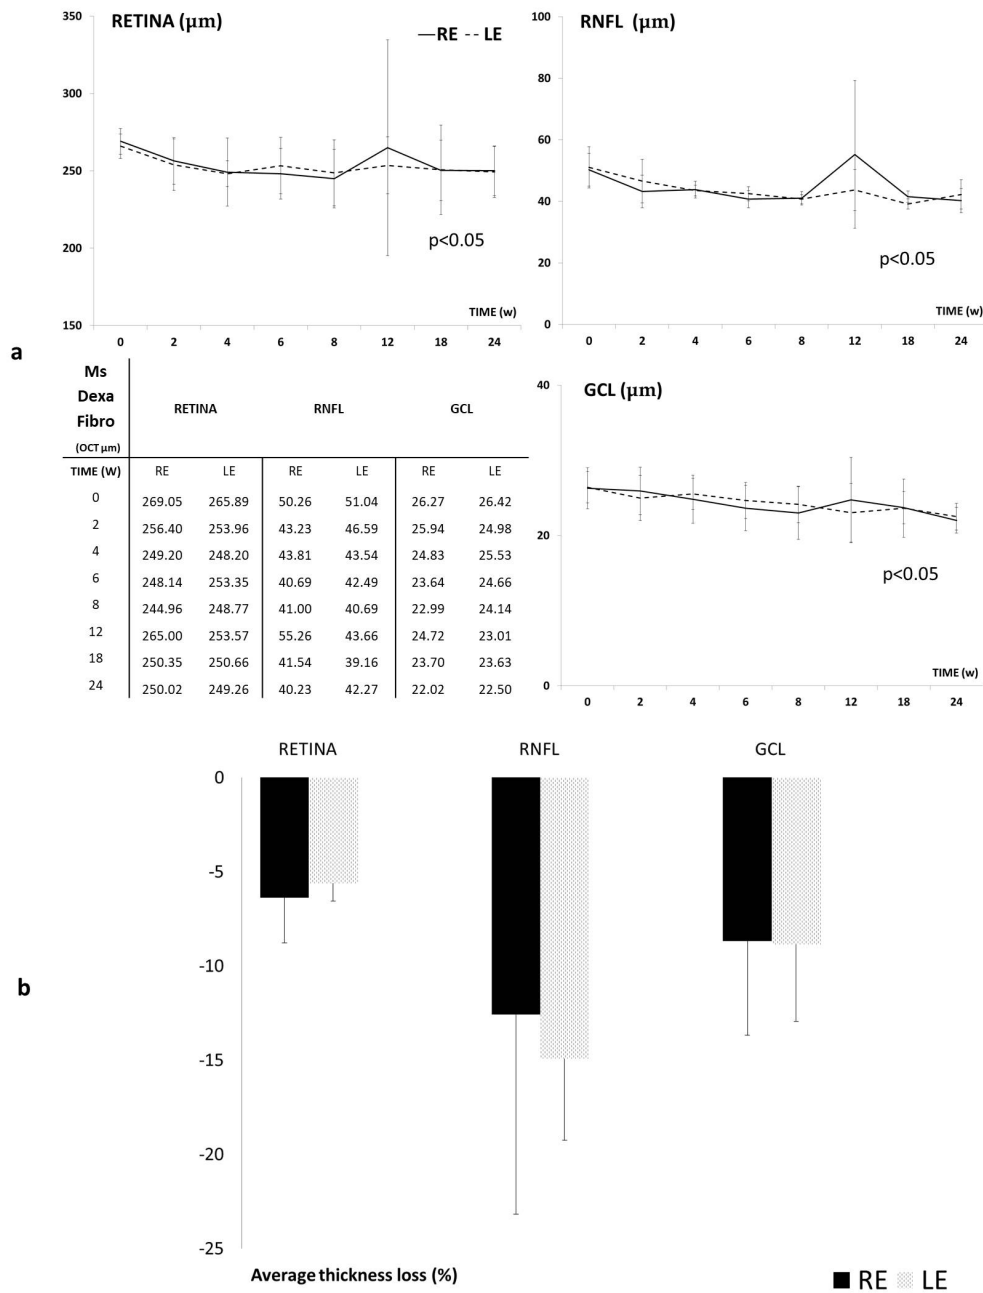 RETINA (μm)
RE LE
350
300
250
200
150
p<0.05
TIME (w)
0 2 4 6 8 12 18 24
RNFL (μm)
100
80
60
40
20
0
p<0.05
TIME (w)
0 2 4 6 8 12 18 24
a
Ms
Dexa
Fibro
(OCT μm)
RETINA RNFL GCL
TIME (W) RE LE RE LE RE LE
0 269.05 265.89 50.26 51.04 26.27 26.42
2 256.40 253.96 43.23 46.59 25.94 24.98
4 249.20 248.20 43.81 43.54 24.83 25.53
6 248.14 253.35 40.69 42.49 23.64 24.66
8 244.96 248.77 41.00 40.69 22.99 24.14
12 265.00 253.57 55.26 43.66 24.72 23.01
18 250.35 250.66 41.54 39.16 23.70 23.63
24 250.02 249.26 40.23 42.27 22.02 22.50
GCL (μm)
40
20
0
p<0.05
TIME (w)
0 2 4 6 8 12 18 24
RETINA RNFL GCL
0
-5
-10
-15
-20
-25
b
Average thickness loss (%)
RE LE